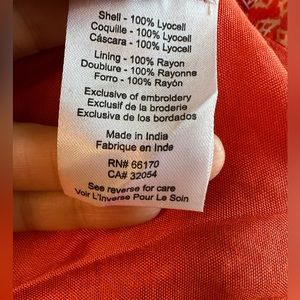 Shell - 100% Lyocell
Coquille - 100% Lyocell
Cáscara - 100% Lyocell
Lining - 100% Rayon
Doublure - 100% Rayonne
Forro - 100% Rayón
Exclusive of embroidery
Exclusif de la broderie
Exclusiva de los bordados
Made in India
Fabrique en Inde
RN# 66170
CA# 32054
See reverse for care
Voir L'Inverse Pour Le Soin